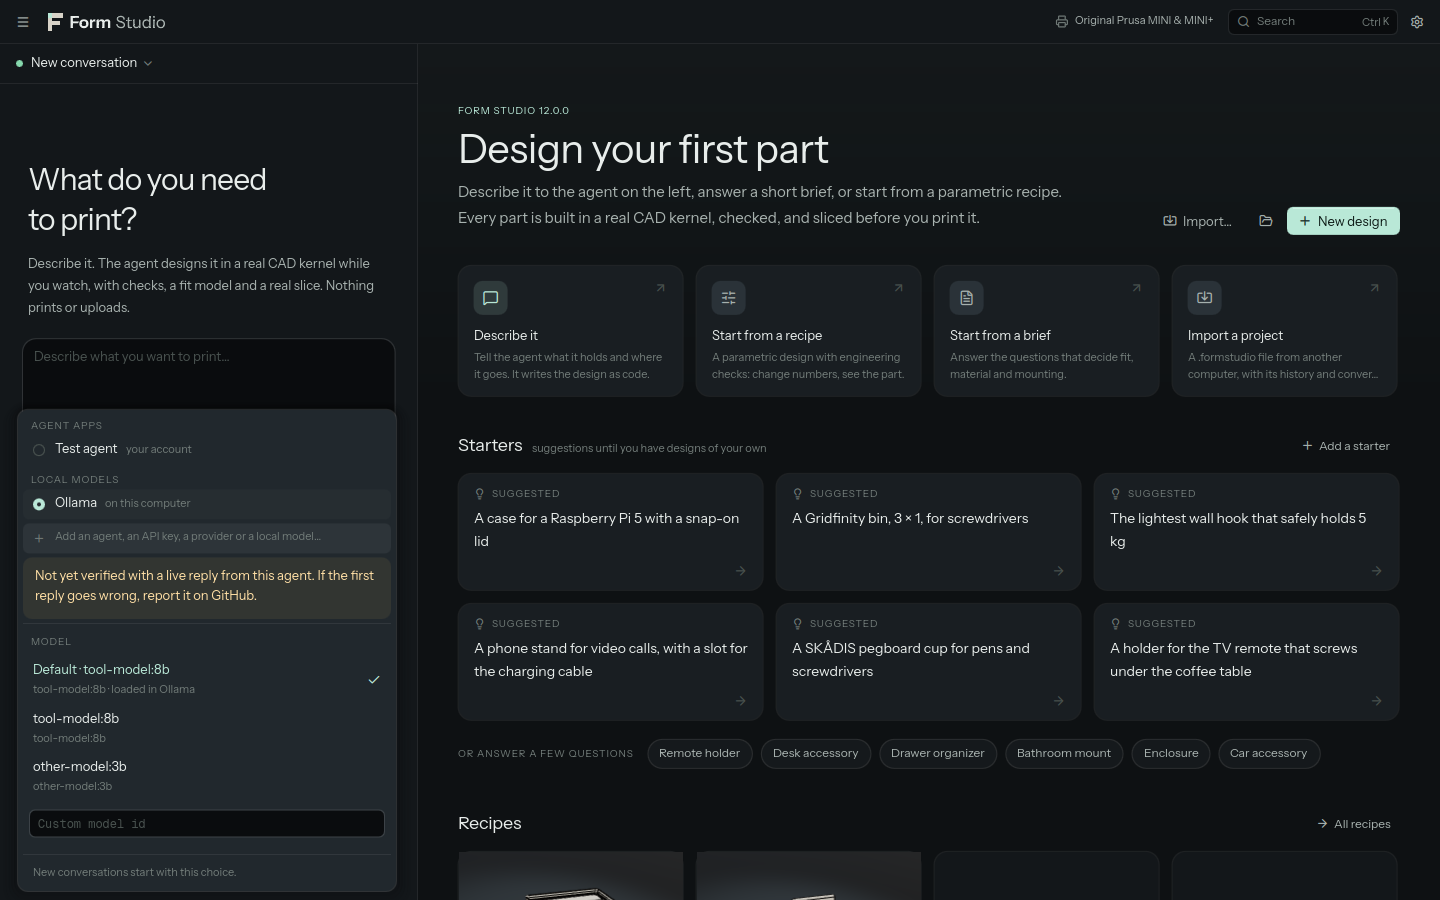 Form Studio
Original Prusa MINI & MINI+
Search
Ctrl K
New conversation
What do you need
to print?
Describe it. The agent designs it in a real CAD kernel while
you watch, with checks, a fit model and a real slice. Nothing
prints or uploads.
Describe what you want to print...
AGENT APPS
Test agent your account
LOCAL MODELS
Ollama on this computer
Add an agent, an API key, a provider or a local model...
Not yet verified with a live reply from this agent. If the first
reply goes wrong, report it on GitHub.
MODEL
Default · tool-model:8b
tool-model:8b · loaded in Ollama
tool-model:8b
tool-model:8b
other-model:3b
other-model:3b
Custom model id
New conversations start with this choice.
FORM STUDIO 12.0.0
Design your first part
Describe it to the agent on the left, answer a short brief, or start from a parametric recipe.
Every part is built in a real CAD kernel, checked, and sliced before you print it.
Import...
New design
Describe it
Tell the agent what it holds and where
it goes. It writes the design as code.
Start from a recipe
A parametric design with engineering
checks: change numbers, see the part.
Start from a brief
Answer the questions that decide fit,
material and mounting.
Import a project
A .formstudio file from another
computer, with its history and conver...
Starters suggestions until you have designs of your own
Add a starter
SUGGESTED
A case for a Raspberry Pi 5 with a snap-on
lid
SUGGESTED
A Gridfinity bin, 3 × 1, for screwdrivers
SUGGESTED
The lightest wall hook that safely holds 5
kg
SUGGESTED
A phone stand for video calls, with a slot for
the charging cable
SUGGESTED
A SKÅDIS pegboard cup for pens and
screwdrivers
SUGGESTED
A holder for the TV remote that screws
under the coffee table
OR ANSWER A FEW QUESTIONS
Remote holder
Desk accessory
Drawer organizer
Bathroom mount
Enclosure
Car accessory
Recipes
All recipes